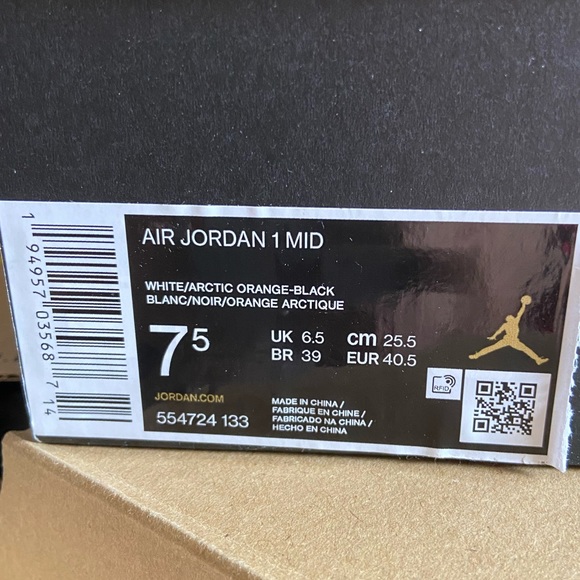 AIR JORDAN 1 MID
WHITE/ARCTIC ORANGE-BLACK
BLANC/NOIR/ORANGE ARCTIQUE
7 5
UK 6.5 cm 25.5
BR 39 EUR 40.5
JORDAN.COM
554724 133
MADE IN CHINA /
FABRIQUE EN CHINE /
FABRICADO NA CHINA /
HECHO EN CHINA
RFID
1 94957 03568 7 14